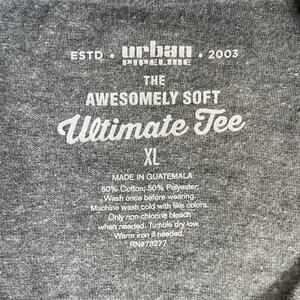 ESTD • urban • 2003
PIPELINE
THE
AWESOMELY SOFT
Ultimate Tee
XL
MADE IN GUATEMALA
50% Cotton; 50% Polyester;
Wash once before wearing.
Machine wash cold with like colors.
Only non-chlorine bleach
when needed. Tumble dry low.
Warm iron if needed.
RN#73277